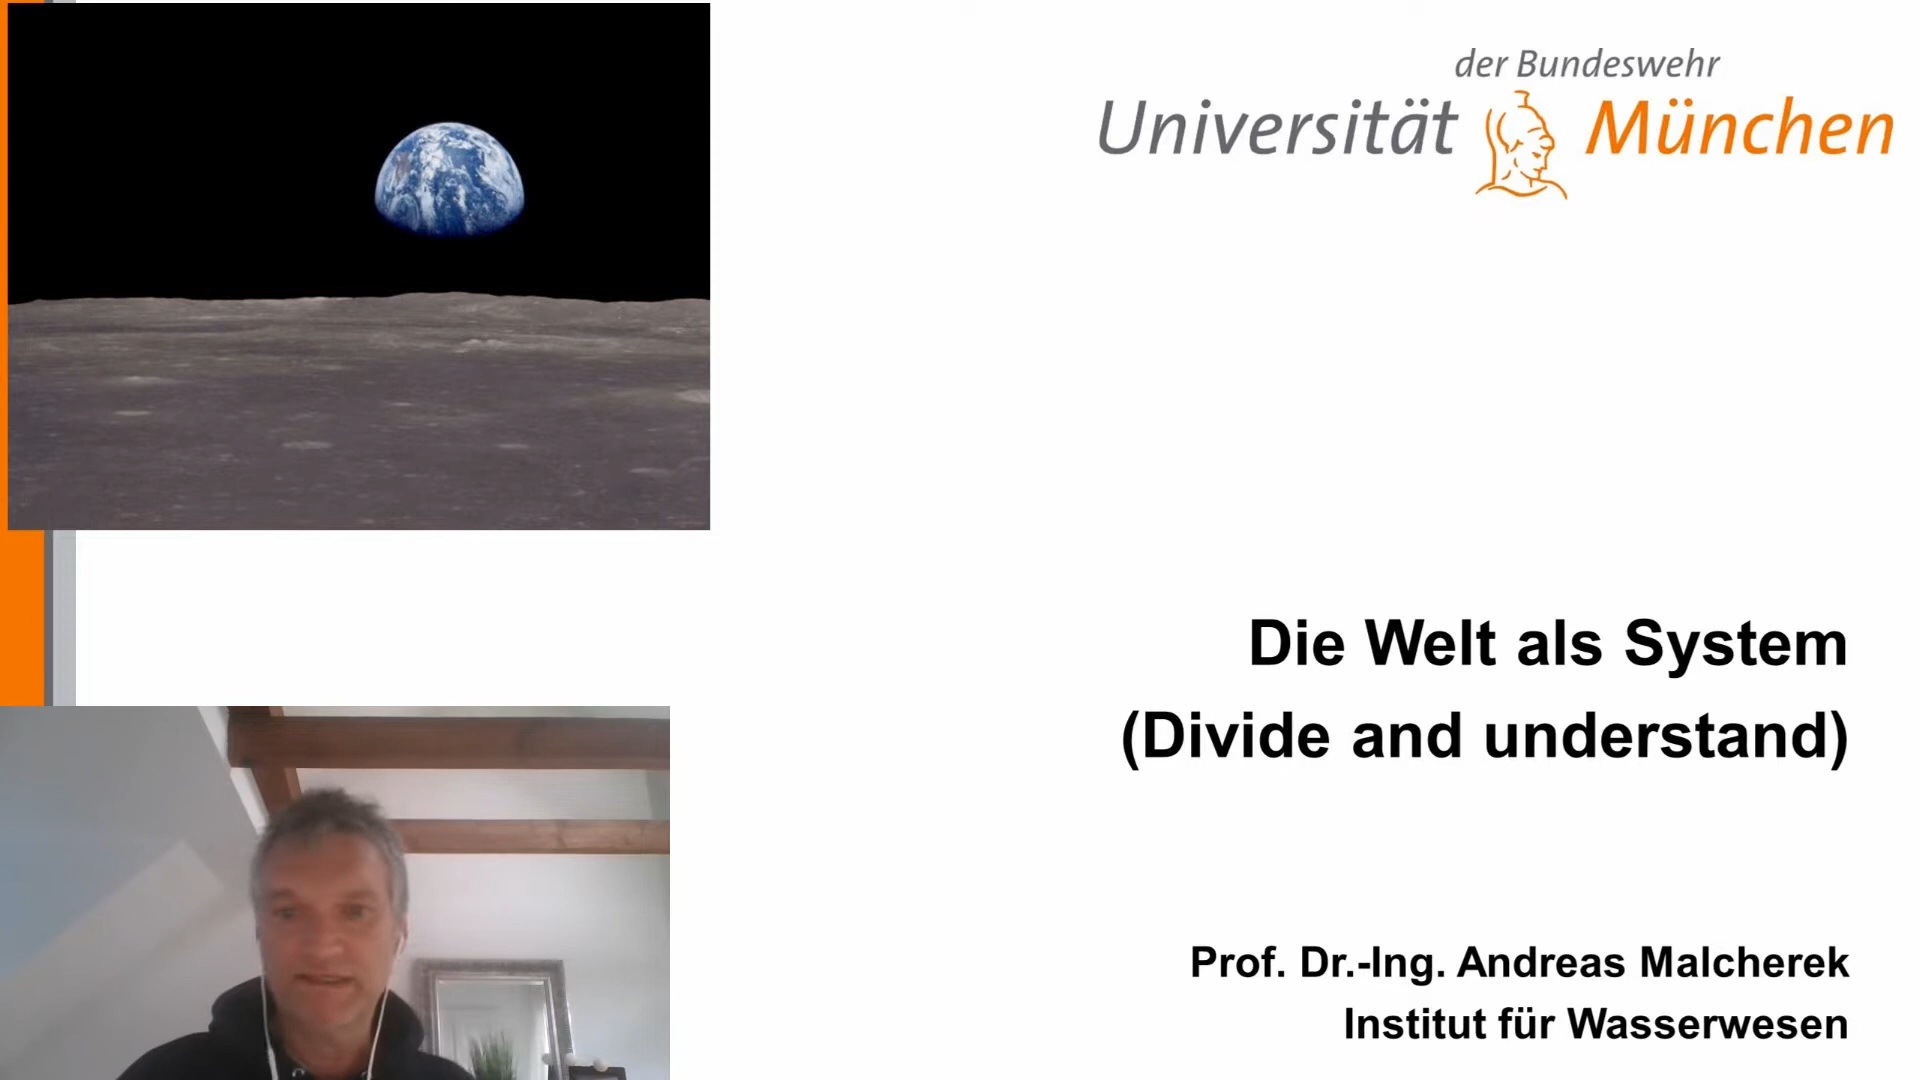 der Bundeswehr
Universität München
Die Welt als System
(Divide and understand)
Prof. Dr.-Ing. Andreas Malcherek
Institut für Wasserwesen